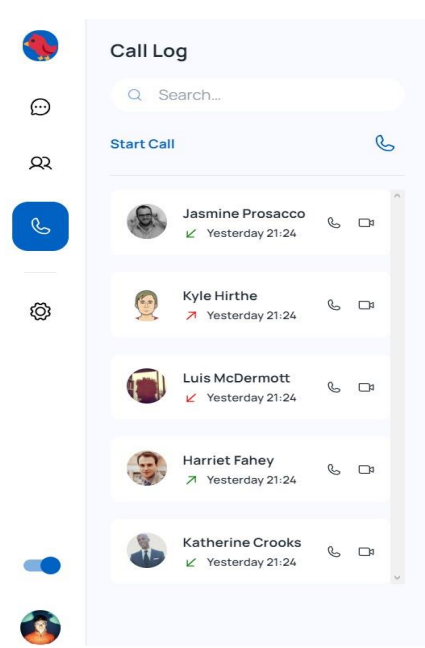 Call Log
Search...
Start Call
Jasmine Prosacco
Yesterday 21:24
Kyle Hirthe
Yesterday 21:24
Luis McDermott
Yesterday 21:24
Harriet Fahey
Yesterday 21:24
Katherine Crooks
Yesterday 21:24